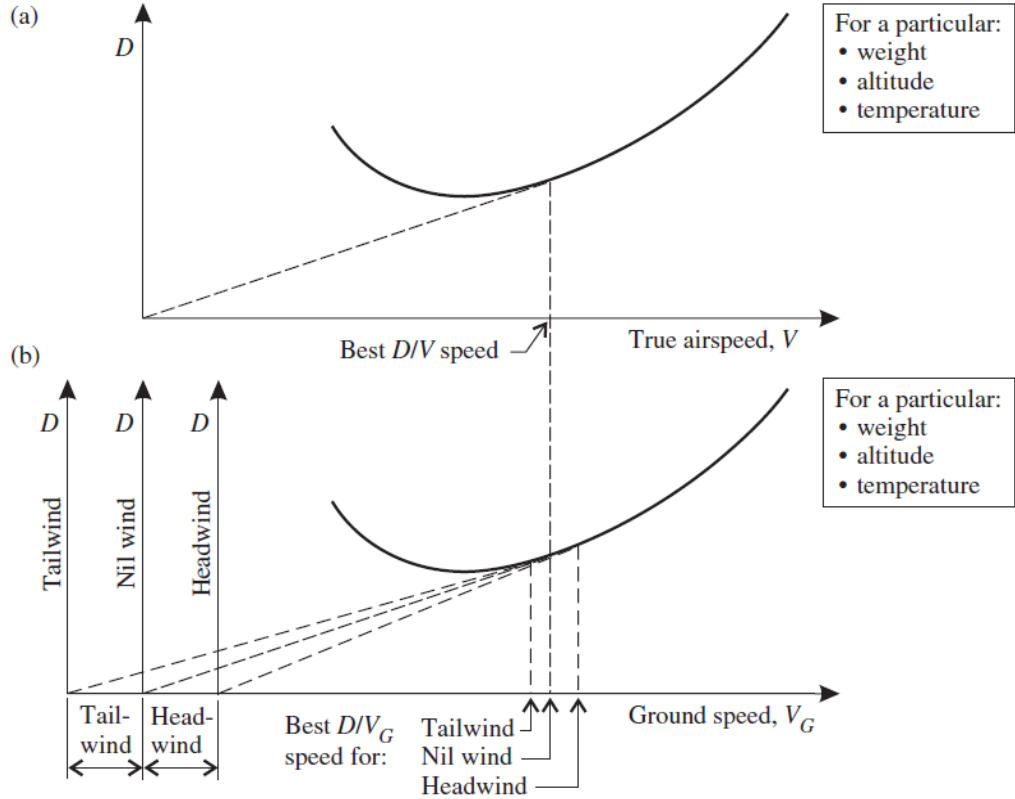 (a)
D
For a particular:
• weight
• altitude
• temperature
Best D/V speed
True airspeed, V
(b)
D
D
D
Tailwind
Nil wind
Headwind
For a particular:
• weight
• altitude
• temperature
Tail-
wind
Head-
wind
Best D/V_G
speed for:
Tailwind
Nil wind
Headwind
Ground speed, V_G